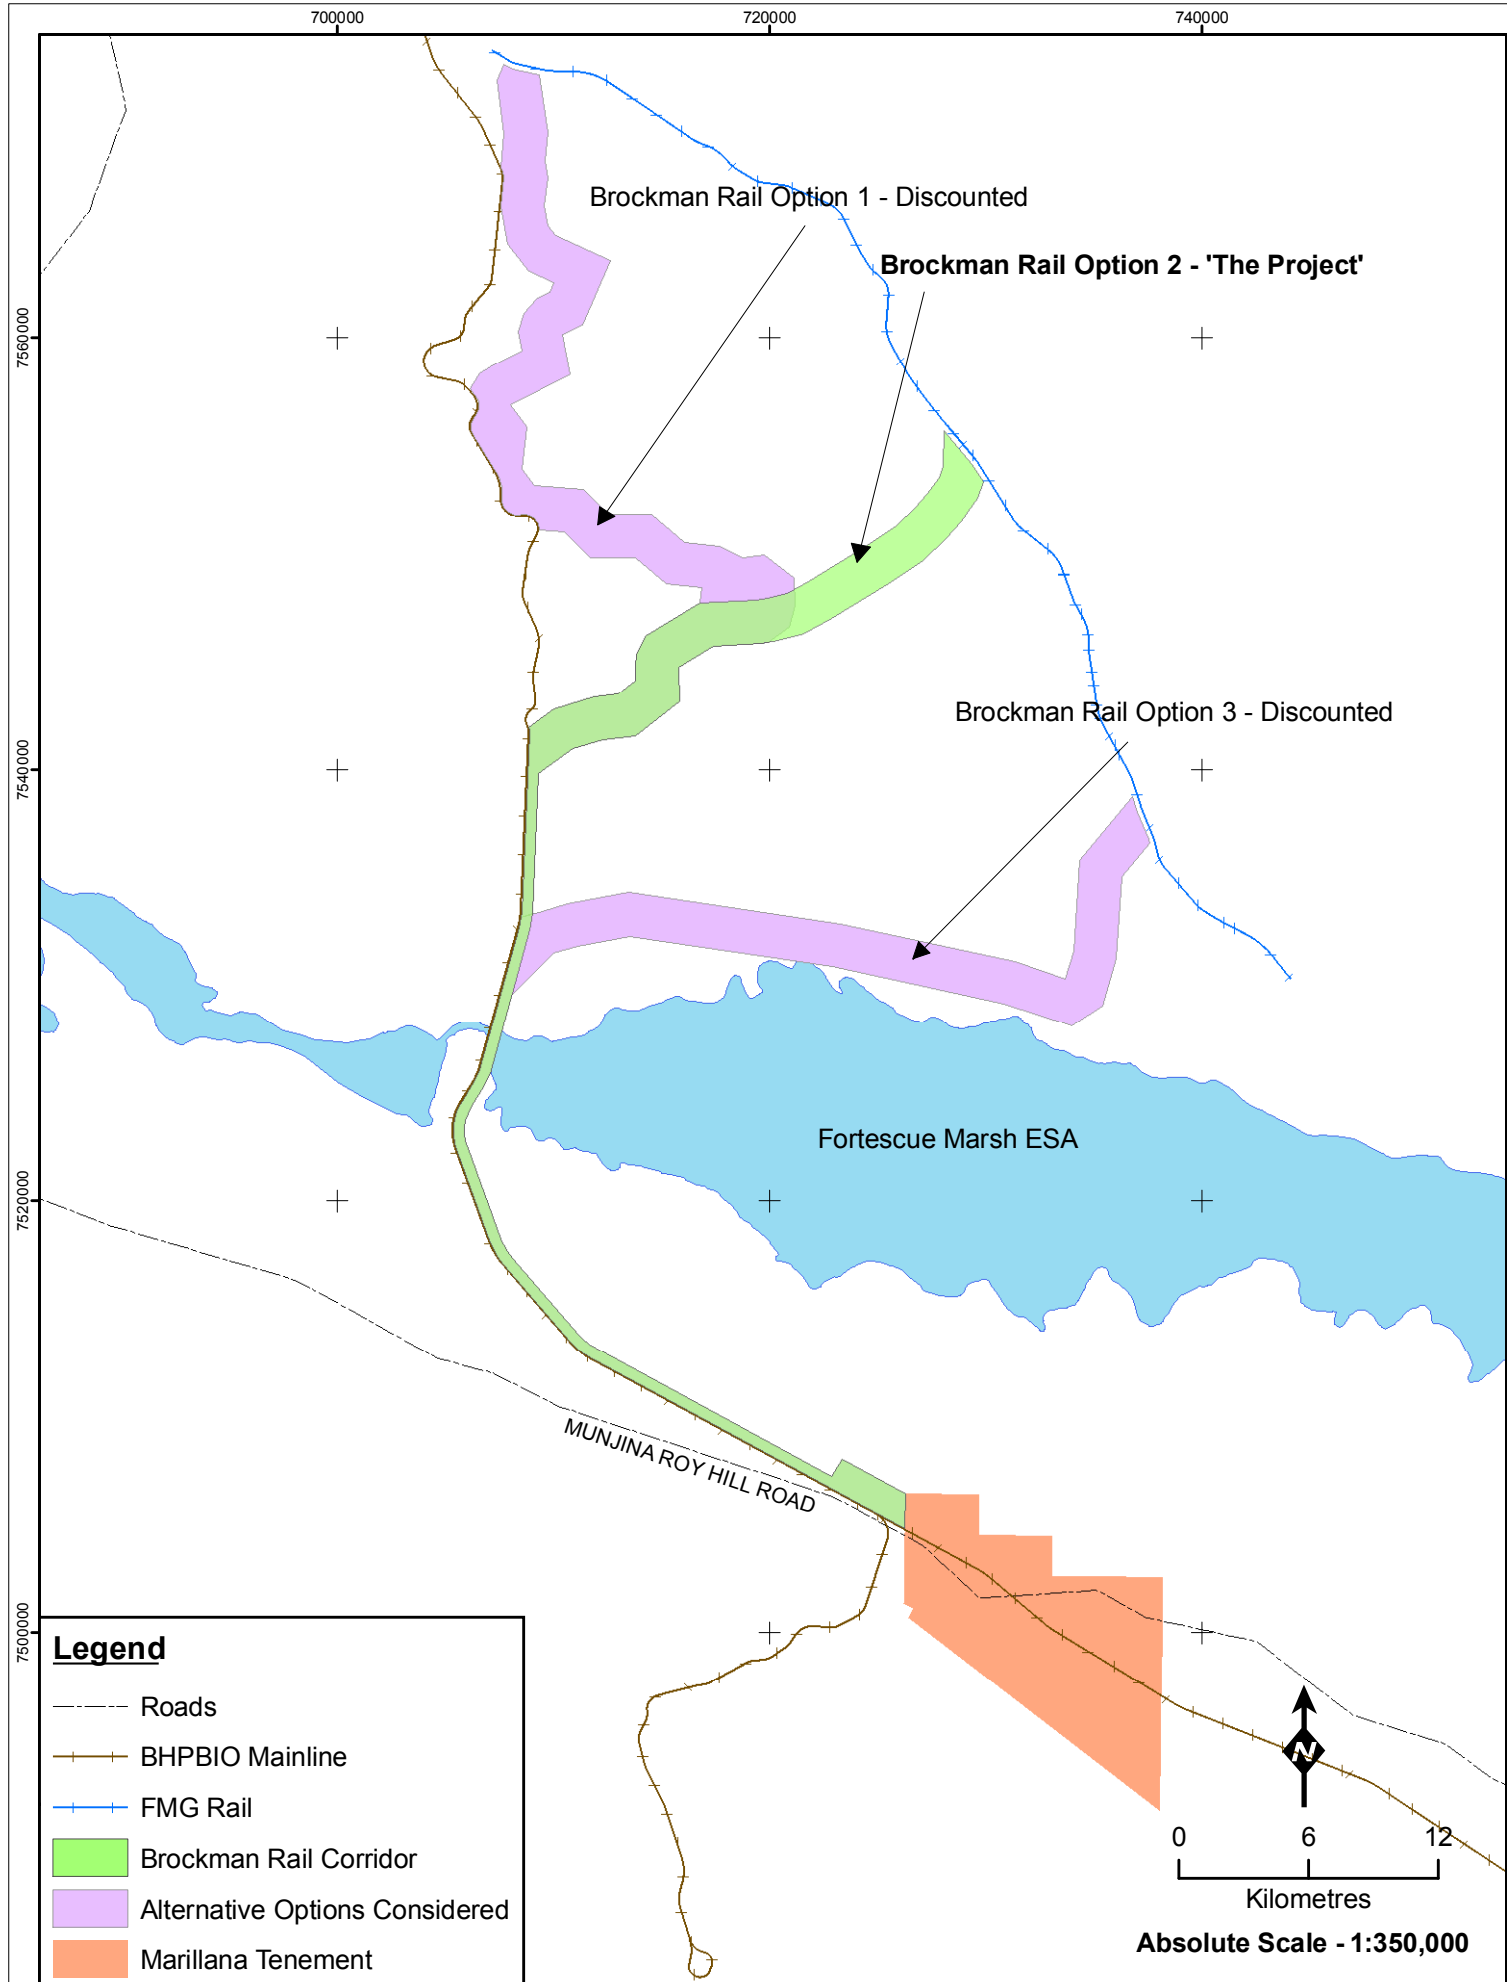 700000
720000
740000
Brockman Rail Option 1 - Discounted
Brockman Rail Option 2 - 'The Project'
7560000
Brockman Rail Option 3 - Discounted
7540000
Fortescue Marsh ESA
7520000
MUNJINA ROY HILL ROAD
7500000
Legend
Roads
BHPBIO Mainline
FMG Rail
Brockman Rail Corridor
Alternative Options Considered
Marillana Tenement
N
0 6 12
Kilometres
Absolute Scale - 1:350,000